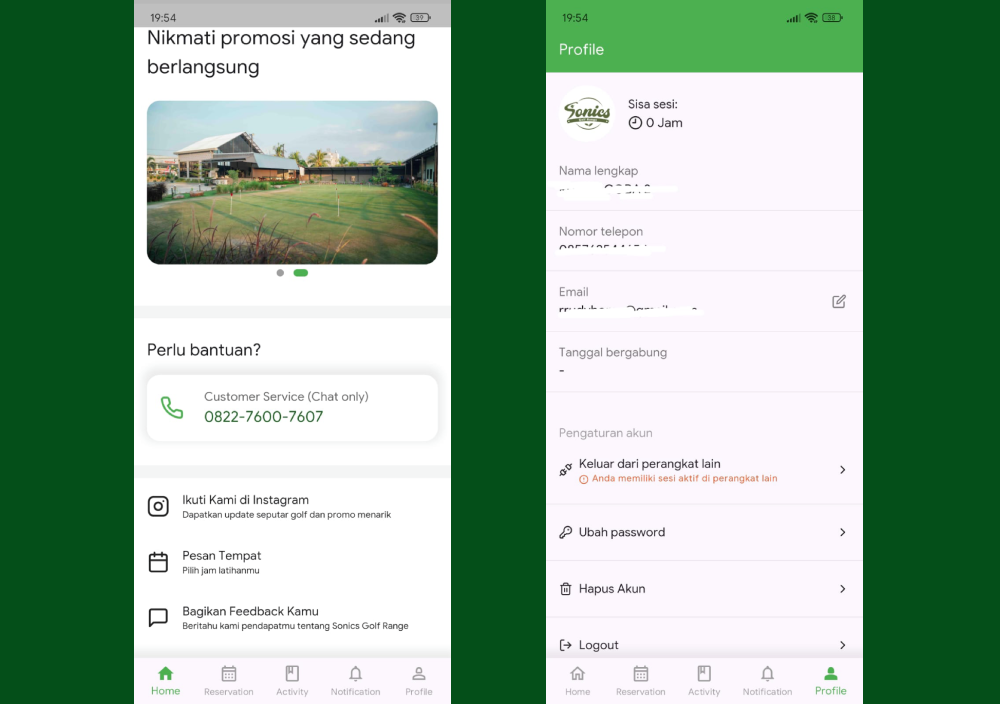 19:54
39
Nikmati promosi yang sedang
berlangsung
Perlu bantuan?
Customer Service (Chat only)
0822-7600-7607
Ikuti Kami di Instagram
Dapatkan update seputar golf dan promo menarik
Pesan Tempat
Pilih jam latihanmu
Bagikan Feedback Kamu
Beritahu kami pendapatmu tentang Sonics Golf Range
Home
Reservation
Activity
Notification
Profile
19:54
38
Profile
Sonics
Sisa sesi:
0 Jam
Nama lengkap
Nomor telepon
Email
Tanggal bergabung
-
Pengaturan akun
Keluar dari perangkat lain
Anda memiliki sesi aktif di perangkat lain
Ubah password
Hapus Akun
Logout
Home
Reservation
Activity
Notification
Profile